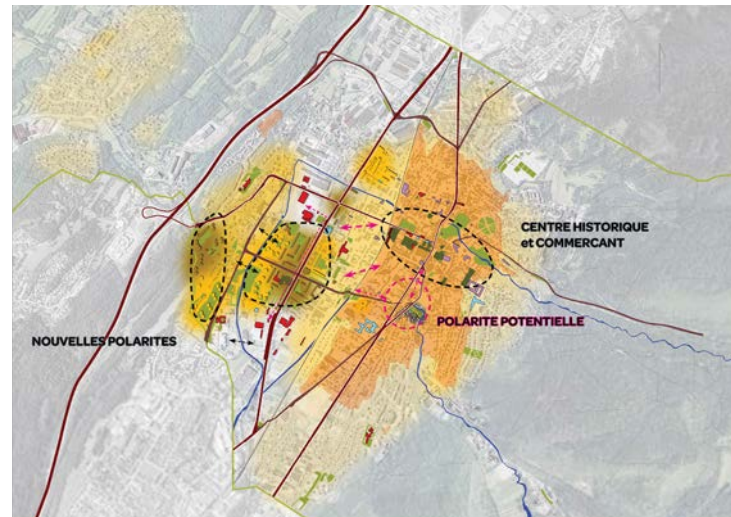 CENTRE HISTORIQUE
et COMMERCANT
POLARITE POTENTIELLE
NOUVELLES POLARITES